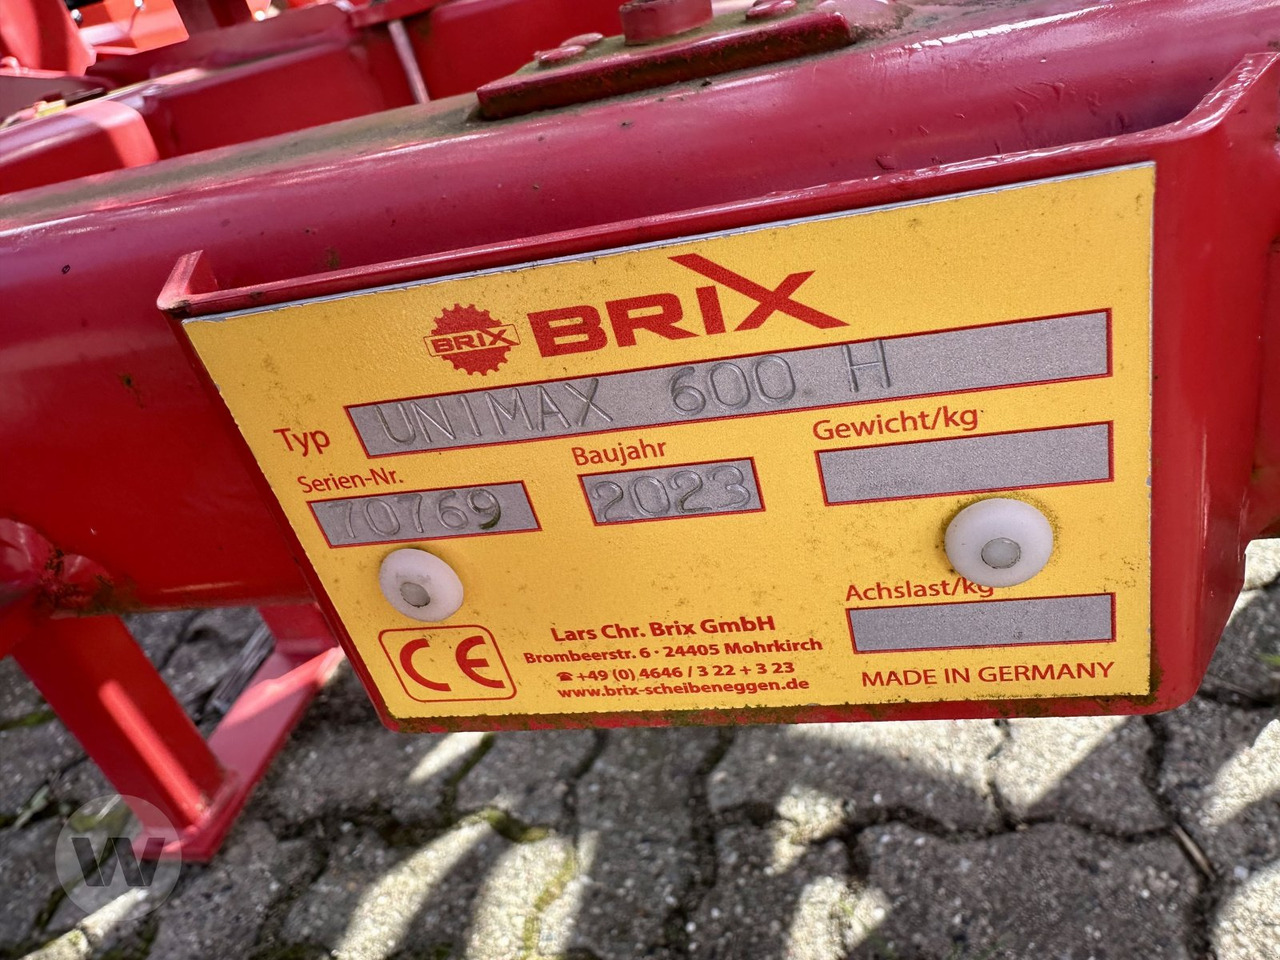 BRIX BRIX
Typ UNIMAX 600 H
Serien-Nr. Baujahr Gewicht/kg
70769 2023
Achslast/kg
CE
Lars Chr. Brix GmbH
Brombeerstr. 6 · 24405 Mohrkirch
☎ +49 (0) 4646 / 3 22 + 3 23
www.brix-scheibeneggen.de
MADE IN GERMANY
W